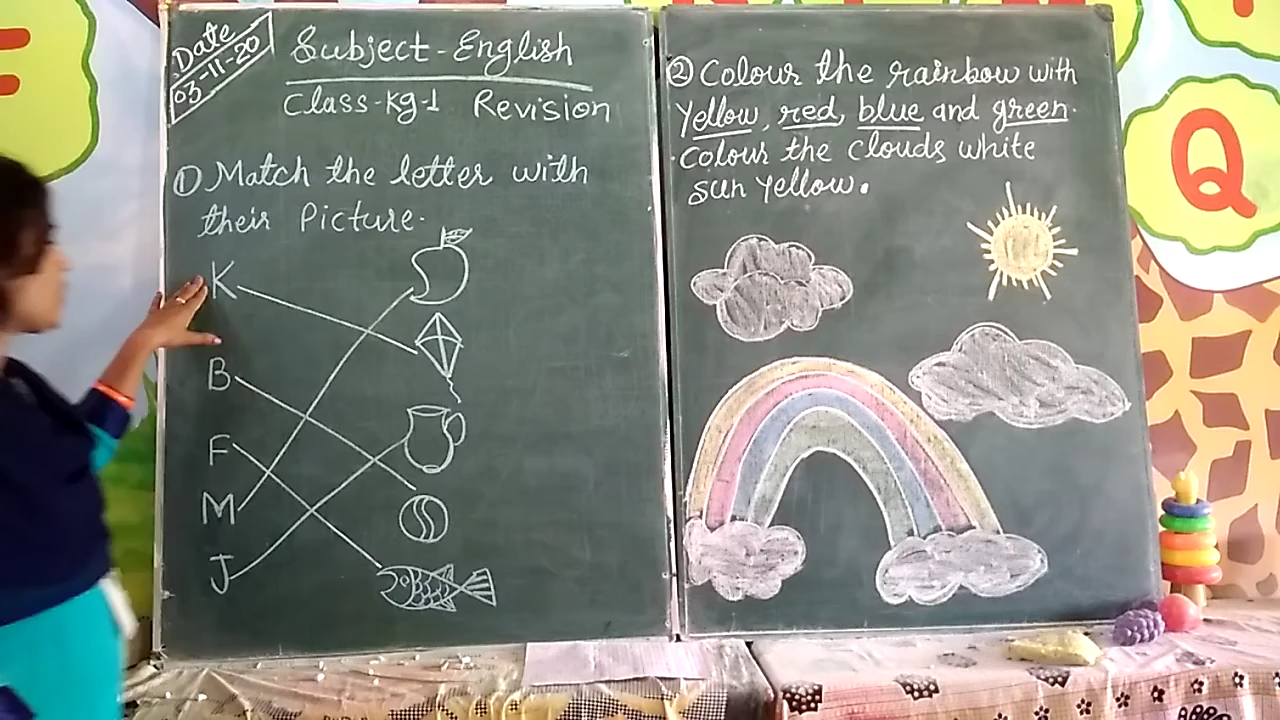 Date
03-11-20
Subject-English
Class-Kg-1 Revision
① Match the letter with
their Picture.
K
B
F
M
J
② Colour the rainbow with
Yellow, red, blue and green.
Colour the clouds white
sun yellow.
Q